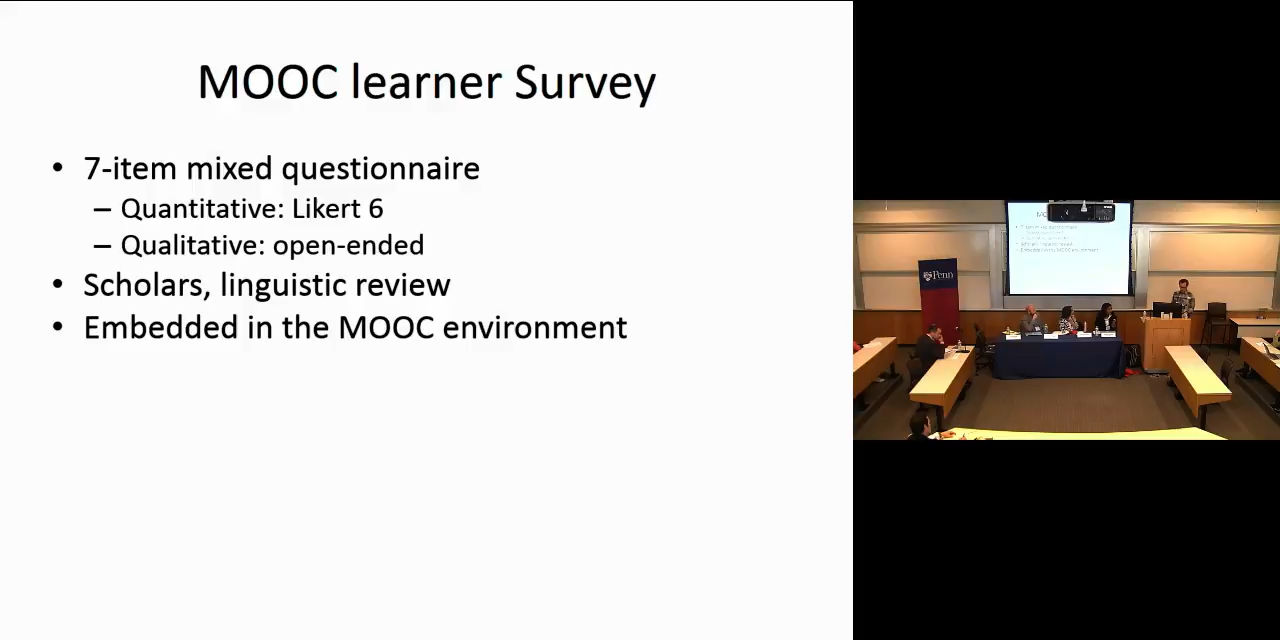 MOOC learner Survey
• 7-item mixed questionnaire
– Quantitative: Likert 6
– Qualitative: open-ended
• Scholars, linguistic review
• Embedded in the MOOC environment
Penn